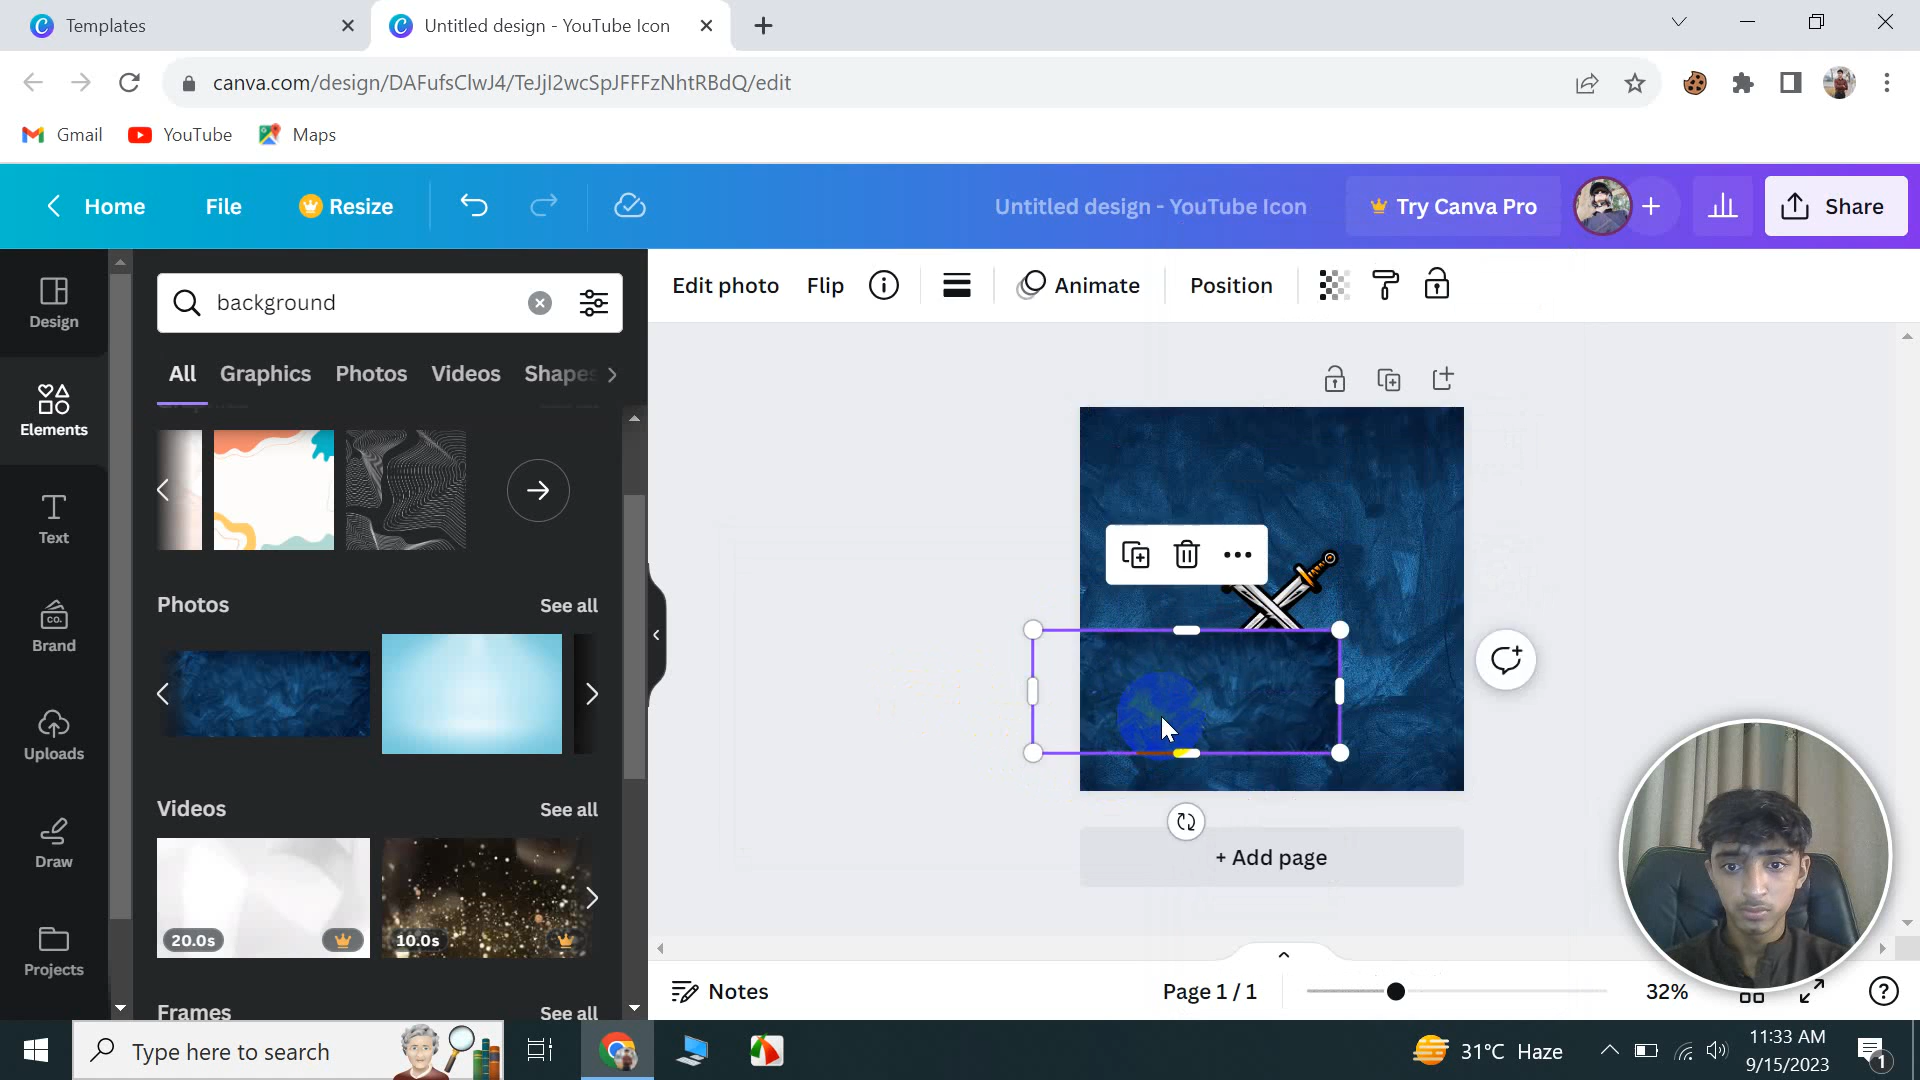 Templates
Untitled design - YouTube Icon
canva.com/design/DAFufsClwJ4/TeJjI2wcSpJFFFzNhtRBdQ/edit
Gmail
YouTube
Maps
Home
File
Resize
Untitled design - YouTube Icon
Try Canva Pro
Share
Design
Elements
Text
Brand
co.
Uploads
Draw
Projects
background
All
Graphics
Photos
Videos
Shapes
Photos
See all
Videos
See all
20.0s
10.0s
Frames
See all
Edit photo
Flip
Animate
Position
+ Add page
Notes
Page 1 / 1
32%
Type here to search
31°C Haze
11:33 AM
9/15/2023
1